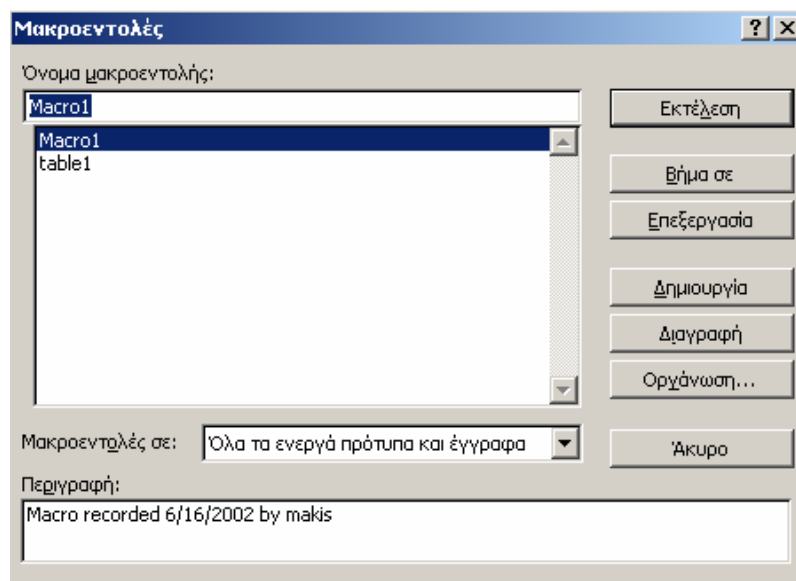 Μακροεντολές
Όνομα μακροεντολής:
Macro1
Macro1
table1
Εκτέλεση
Βήμα σε
Επεξεργασία
Δημιουργία
Διαγραφή
Οργάνωση...
Μακροεντολές σε:
Όλα τα ενεργά πρότυπα και έγγραφα
Άκυρο
Περιγραφή:
Macro recorded 6/16/2002 by makis